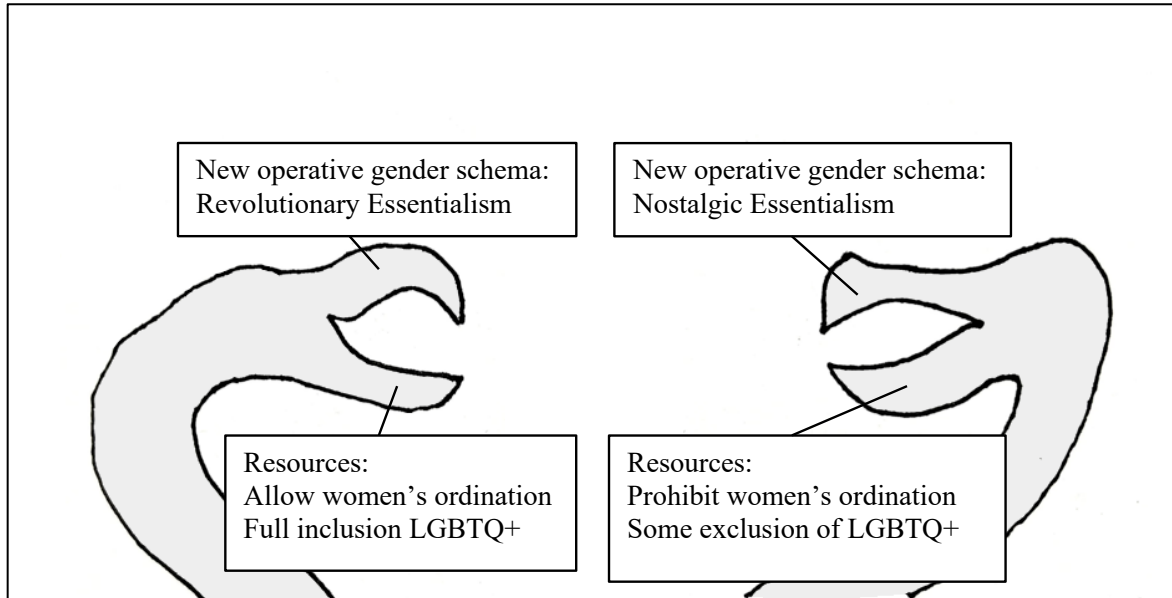 New operative gender schema:
Revolutionary Essentialism
New operative gender schema:
Nostalgic Essentialism
Resources:
Allow women’s ordination
Full inclusion LGBTQ+
Resources:
Prohibit women’s ordination
Some exclusion of LGBTQ+